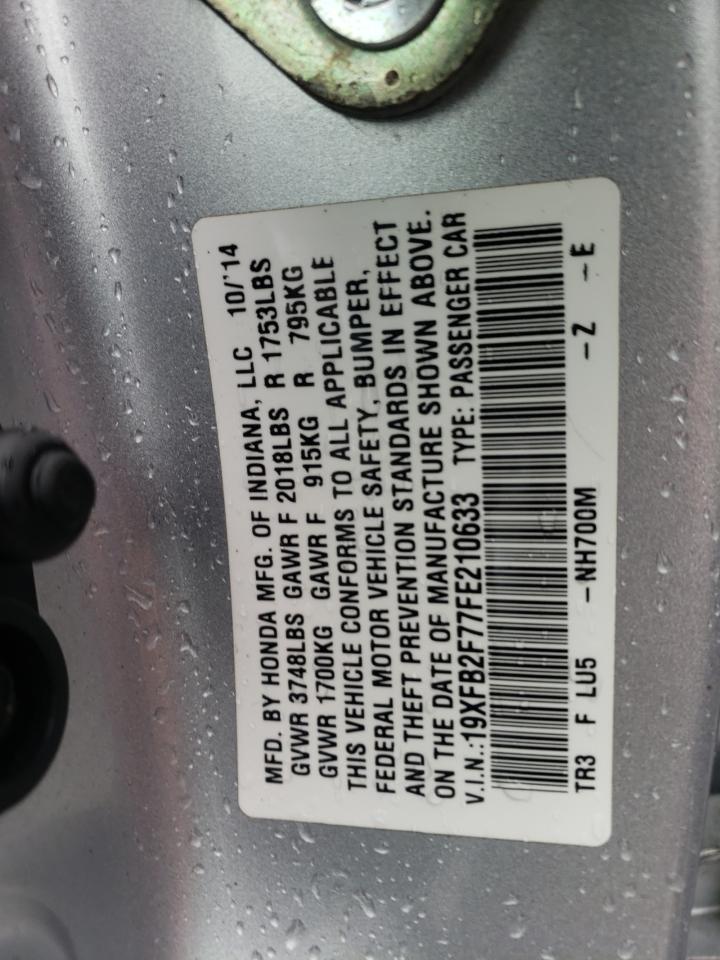 MFD. BY HONDA MFG. OF INDIANA, LLC 10/'14
GVWR 3748LBS GAWR F 2018LBS R 1753LBS
GVWR 1700KG GAWR F 915KG R 795KG
THIS VEHICLE CONFORMS TO ALL APPLICABLE
FEDERAL MOTOR VEHICLE SAFETY, BUMPER,
AND THEFT PREVENTION STANDARDS IN EFFECT
ON THE DATE OF MANUFACTURE SHOWN ABOVE.
V.I.N.:19XFB2F77FE210633 TYPE: PASSENGER CAR
TR3 F LU5 -NH700M -Z -E